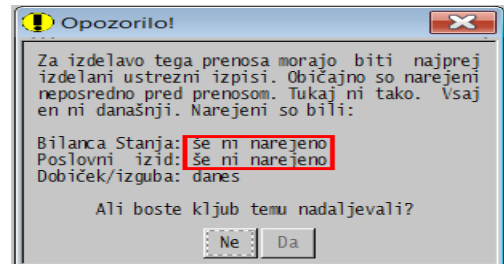 Opozorilo!
Za izdelavo tega prenosa morajo biti najprej
izdelani ustrezni izpisi. Običajno so narejeni
neposredno pred prenosom. Tukaj ni tako. Vsaj
en ni današnji. Narejeni so bili:
Bilanca Stanja: še ni narejeno
Poslovni izid: še ni narejeno
Dobiček/izguba: danes
Ali boste kljub temu nadaljevali?
Ne Da